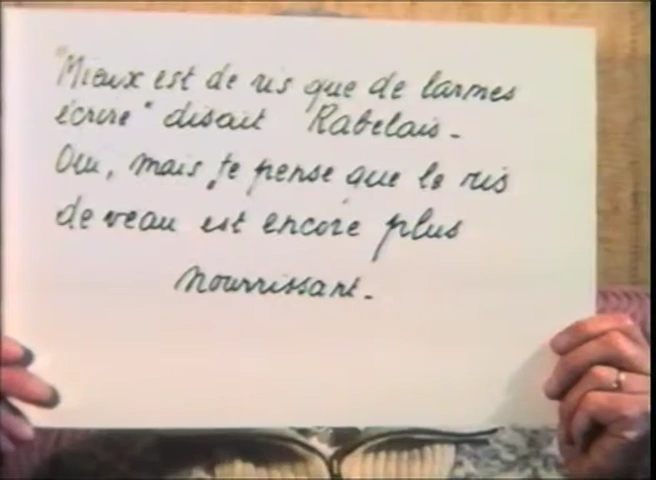 "Mieux est de ris que de larmes
écrire" disait Rabelais -
Oui, mais je pense que le ris
de veau est encore plus
nourrissant. -